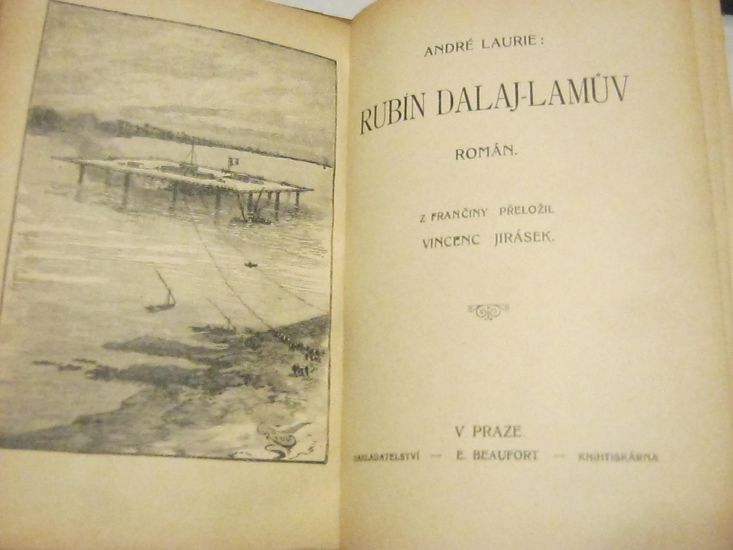 ANDRÉ LAURIE:
RUBÍN DALAJ-LAMŮV
ROMÁN.
Z FRANČINY PŘELOŽIL
VINCENC JIRÁSEK.
V PRAZE.
NAKLADATELSTVÍ — E. BEAUFORT — KNIHTISKÁRNA